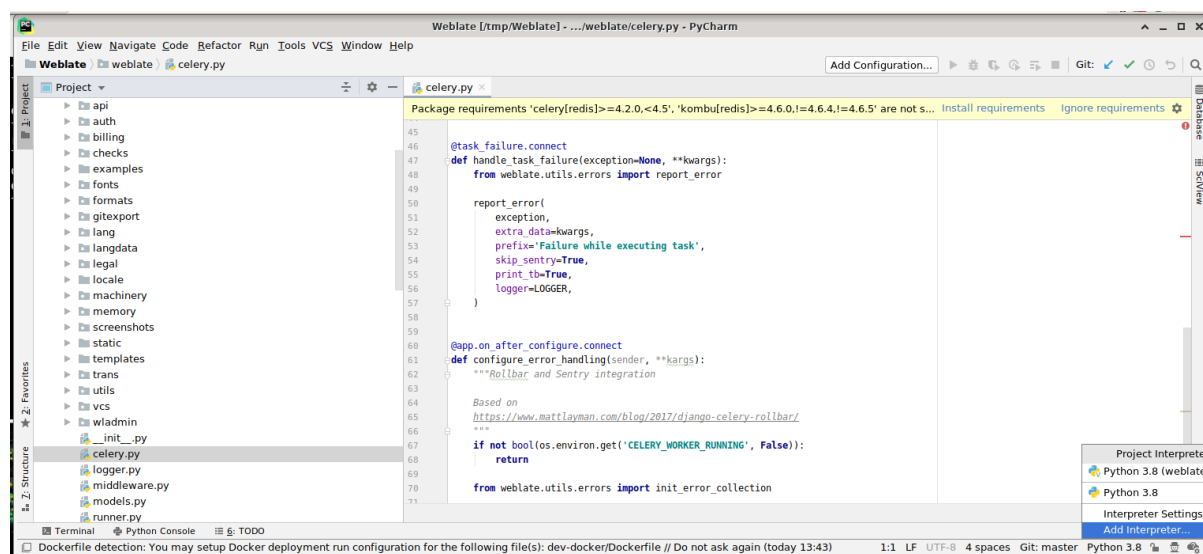 Weblate [/tmp/Weblate] - .../weblate/celery.py - PyCharm
File Edit View Navigate Code Refactor Run Tools VCS Window Help
Weblate weblate celery.py
Add Configuration...
Git:
1: Project
Project
api
auth
billing
checks
examples
fonts
formats
gitexport
lang
langdata
legal
locale
machinery
memory
screenshots
static
templates
trans
utils
vcs
wladmin
__init__.py
celery.py
logger.py
middleware.py
models.py
runner.py
2: Favorites
7: Structure
celery.py
Package requirements 'celery[redis]>=4.2.0,<4.5', 'kombu[redis]>=4.6.0,!=4.6.4,!=4.6.5' are not s... Install requirements Ignore requirements
45
46 @task_failure.connect
47 def handle_task_failure(exception=None, **kwargs):
48 from weblate.utils.errors import report_error
49
50 report_error(
51 exception,
52 extra_data=kwargs,
53 prefix='Failure while executing task',
54 skip_sentry=True,
55 print_tb=True,
56 logger=LOGGER,
57 )
58
59
60 @app.on_after_configure.connect
61 def configure_error_handling(sender, **kargs):
62 """Rollbar and Sentry integration
63
64 Based on
65 https://www.mattlayman.com/blog/2017/django-celery-rollbar/
66 """
67 if not bool(os.environ.get('CELERY_WORKER_RUNNING', False)):
68 return
69
70 from weblate.utils.errors import init_error_collection
71
Database
SciView
Project Interprete
Python 3.8 (weblate
Python 3.8
Interpreter Settings
Add Interpreter...
Terminal Python Console 6: TODO
Dockerfile detection: You may setup Docker deployment run configuration for the following file(s): dev-docker/Dockerfile // Do not ask again (today 13:43) 1:1 LF UTF-8 4 spaces Git: master Python 3.8